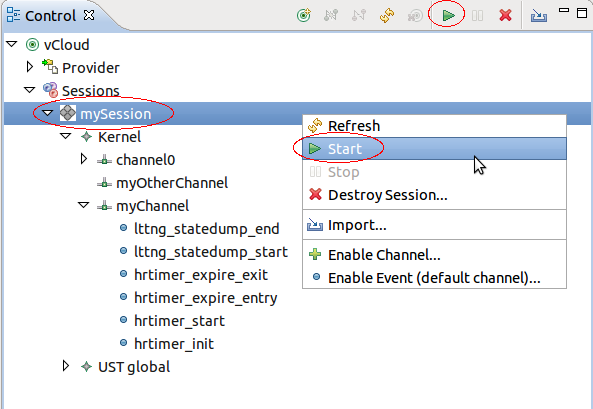 Control
vCloud
Provider
Sessions
mySession
Kernel
channel0
myOtherChannel
myChannel
lttng_statedump_end
lttng_statedump_start
hrtimer_expire_exit
hrtimer_expire_entry
hrtimer_start
hrtimer_init
UST global
Refresh
Start
Stop
Destroy Session...
Import...
Enable Channel...
Enable Event (default channel)...